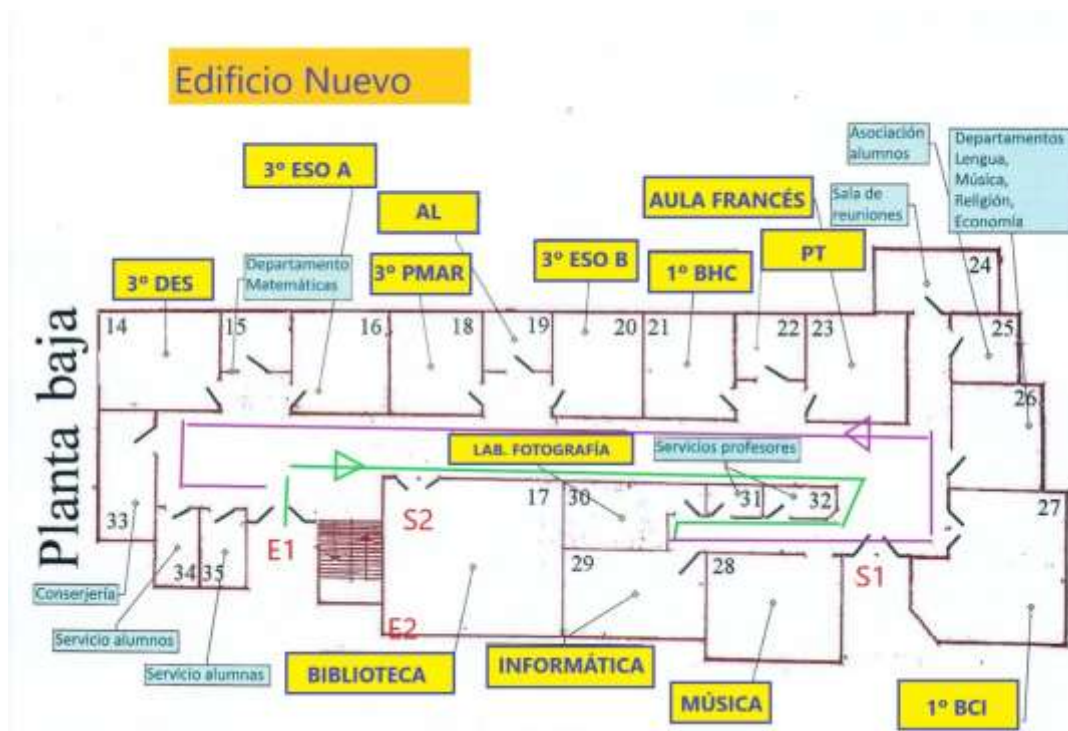 Edificio Nuevo
Planta baja
3º ESO A
AL
3º ESO B
AULA FRANCÉS
PT
Asociación
alumnos
Sala de
reuniones
Departamentos
Lengua,
Música,
Religión,
Economía
3º DES
Departamento
Matemáticas
3º PMAR
1º BHC
14
15
16
18
19
20
21
22
23
24
25
26
LAB. FOTOGRAFÍA
Servicios profesores
33
34
35
E1
S2
17
30
31
32
27
29
28
S1
E2
Conserjería
Servicio alumnos
Servicio alumnas
BIBLIOTECA
INFORMÁTICA
MÚSICA
1º BCI